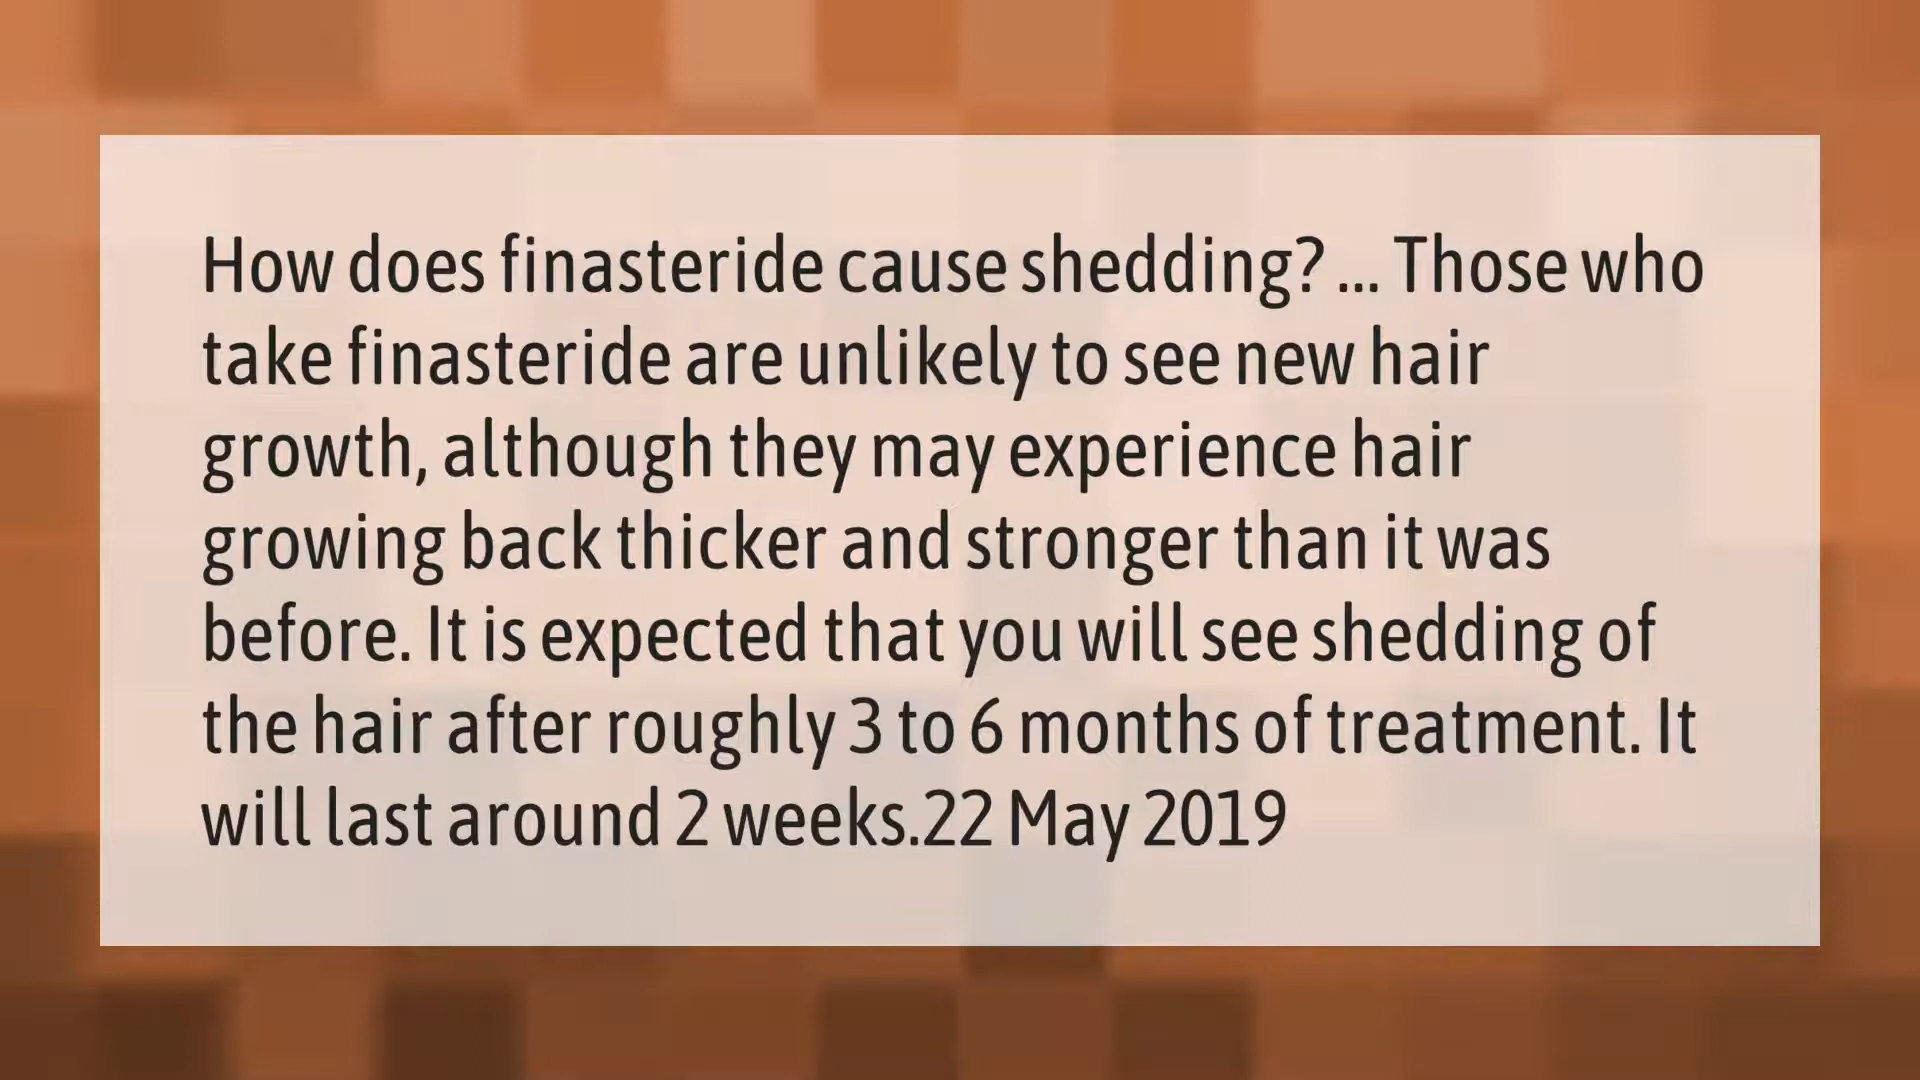 How does finasteride cause shedding? ... Those who
take finasteride are unlikely to see new hair
growth, although they may experience hair
growing back thicker and stronger than it was
before. It is expected that you will see shedding of
the hair after roughly 3 to 6 months of treatment. It
will last around 2 weeks.22 May 2019